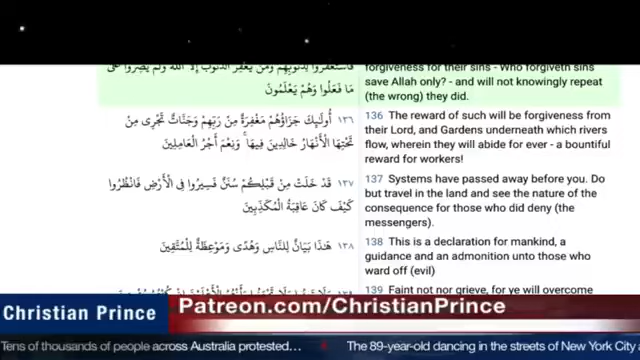 فَاسْتَغْفَرُوا لِذُنُوبِهِمْ وَمَن يَغْفِرُ الذُّنُوبَ إِلَّا اللَّهُ وَلَمْ يُصِرُّوا عَلَىٰ
مَا فَعَلُوا وَهُمْ يَعْلَمُونَ
forgiveness for their sins - Who forgiveth sins
save Allah only? - and will not knowingly repeat
(the wrong) they did.
١٣٦ أُولَٰئِكَ جَزَاؤُهُم مَّغْفِرَةٌ مِّن رَّبِّهِمْ وَجَنَّاتٌ تَجْرِي مِن
تَحْتِهَا الْأَنْهَارُ خَالِدِينَ فِيهَا ۚ وَنِعْمَ أَجْرُ الْعَامِلِينَ
136 The reward of such will be forgiveness from
their Lord, and Gardens underneath which rivers
flow, wherein they will abide for ever - a bountiful
reward for workers!
١٣٧ قَدْ خَلَتْ مِن قَبْلِكُمْ سُنَنٌ فَسِيرُوا فِي الْأَرْضِ فَانظُرُوا
كَيْفَ كَانَ عَاقِبَةُ الْمُكَذِّبِينَ
137 Systems have passed away before you. Do
but travel in the land and see the nature of the
consequence for those who did deny (the
messengers).
١٣٨ هَٰذَا بَيَانٌ لِّلنَّاسِ وَهُدًى وَمَوْعِظَةٌ لِّلْمُتَّقِينَ
138 This is a declaration for mankind, a
guidance and an admonition unto those who
ward off (evil)
139 Faint not nor grieve, for ye will overcome
Christian Prince
Patreon.com/ChristianPrince
Tens of thousands of people across Australia protested...
The 89-year-old dancing in the streets of New York City